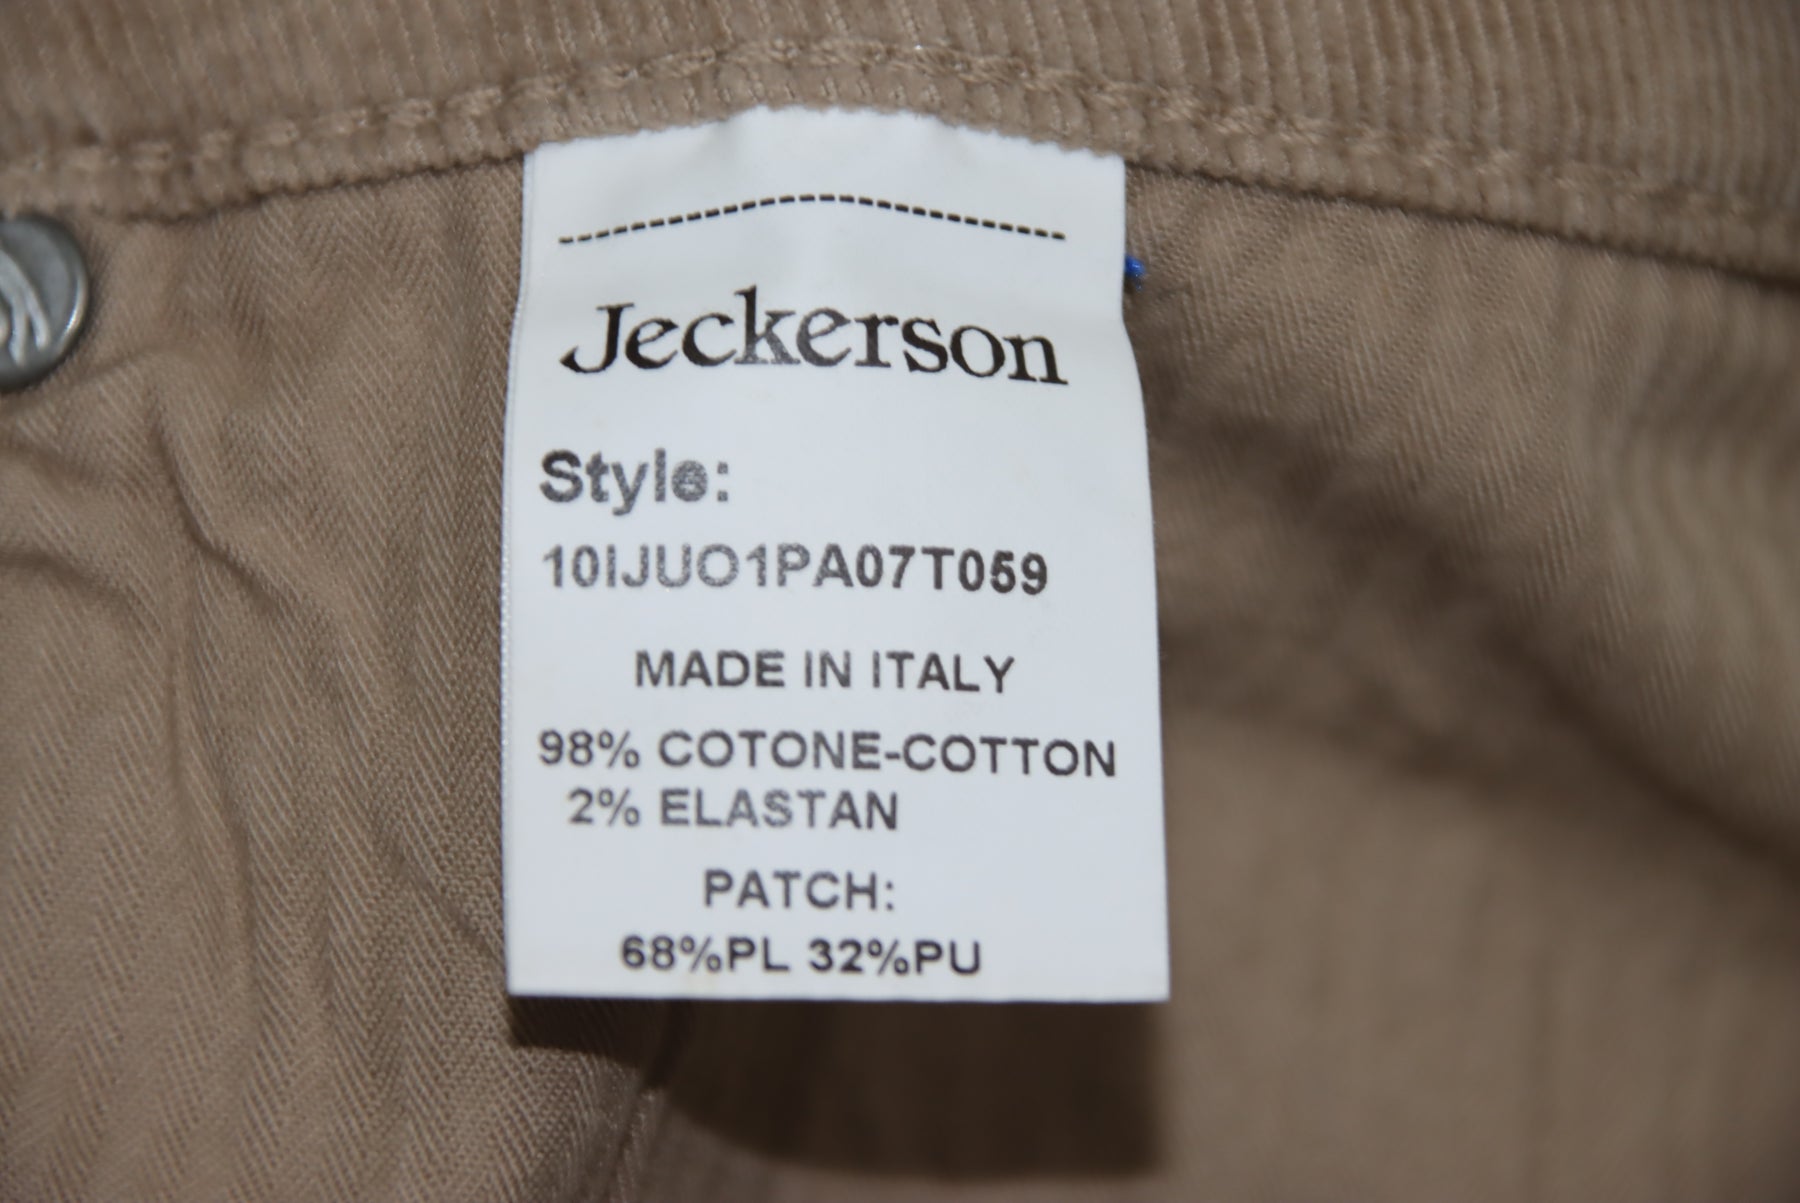 Jeckerson
Style:
10IJUO1PA07T059
MADE IN ITALY
98% COTONE-COTTON
2% ELASTAN
PATCH:
68%PL 32%PU